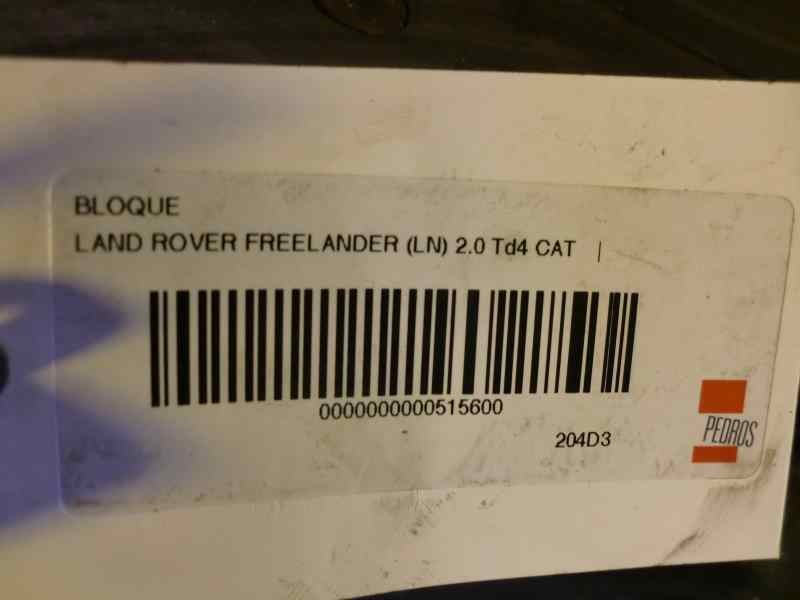 BLOQUE
LAND ROVER FREELANDER (LN) 2.0 Td4 CAT |
0000000000515600
204D3
PEDROS